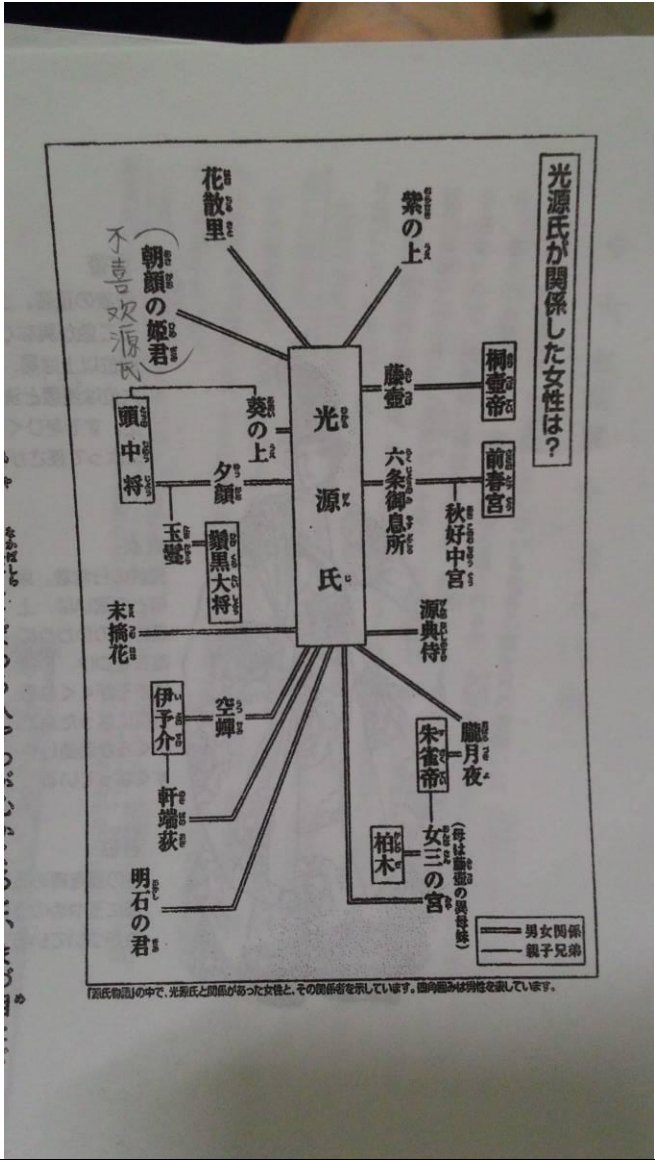 光源氏が関係した女性は？
紫の上
花散里
(朝顔の姫君)
不喜欢源氏
桐壺帝
藤壺
光源氏
葵の上
頭中将
前春宮
六条御息所
秋好中宮
夕顔
玉鬘
鬚黒大将
源典侍
末摘花
朧月夜
朱雀帝
空蟬
伊予介
軒端荻
女三の宮
(母は藤壺の異母妹)
柏木
明石の君
男女関係
親子兄弟
『源氏物語』の中で、光源氏と関係があった女性と、その関係者を示しています。四角囲みは男性を表しています。